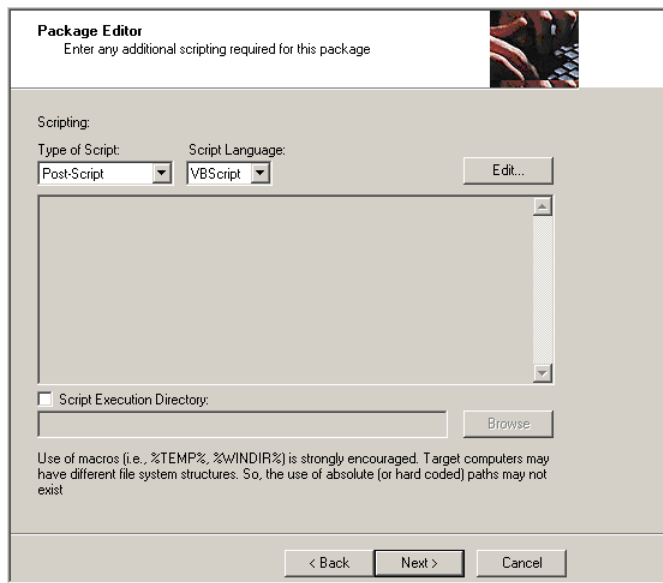 Package Editor
Enter any additional scripting required for this package
Scripting:
Type of Script: Script Language:
Post-Script VBScript Edit...
Script Execution Directory:
Browse
Use of macros (i.e., %TEMP%, %WINDIR%) is strongly encouraged. Target computers may
have different file system structures. So, the use of absolute (or hard coded) paths may not
exist
< Back Next > Cancel